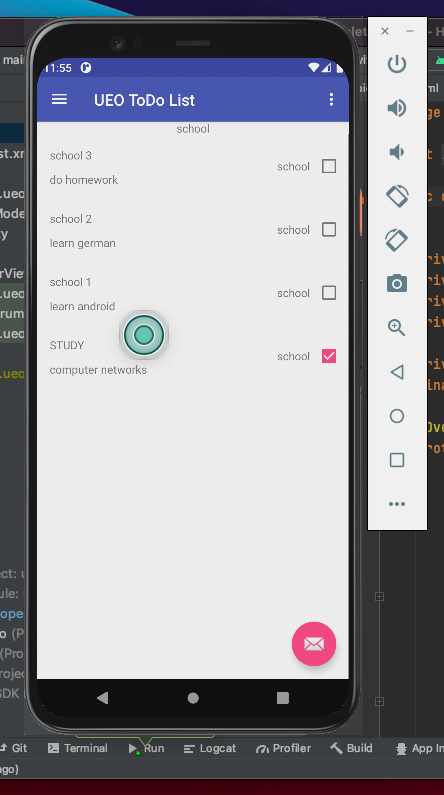 11:55
UEO ToDo List
school
school 3
do homework
school
school 2
learn german
school
school 1
learn android
school
STUDY
computer networks
school
Git Terminal Run Logcat Profiler Build App In
ago)